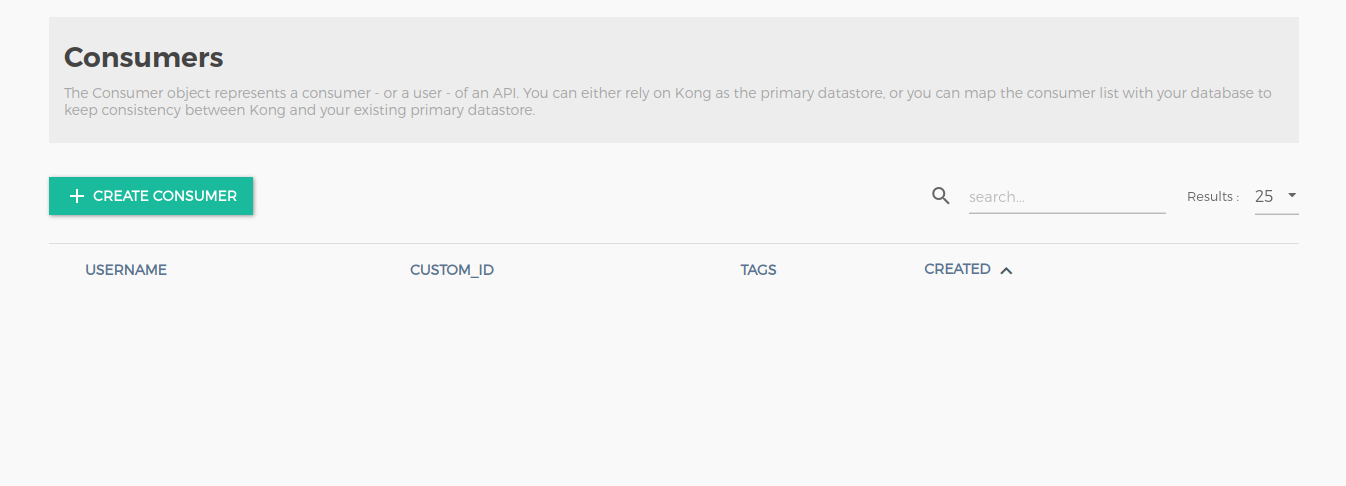 Consumers
The Consumer object represents a consumer - or a user - of an API. You can either rely on Kong as the primary datastore, or you can map the consumer list with your database to
keep consistency between Kong and your existing primary datastore.
CREATE CONSUMER
search...
Results :
25
USERNAME
CUSTOM_ID
TAGS
CREATED